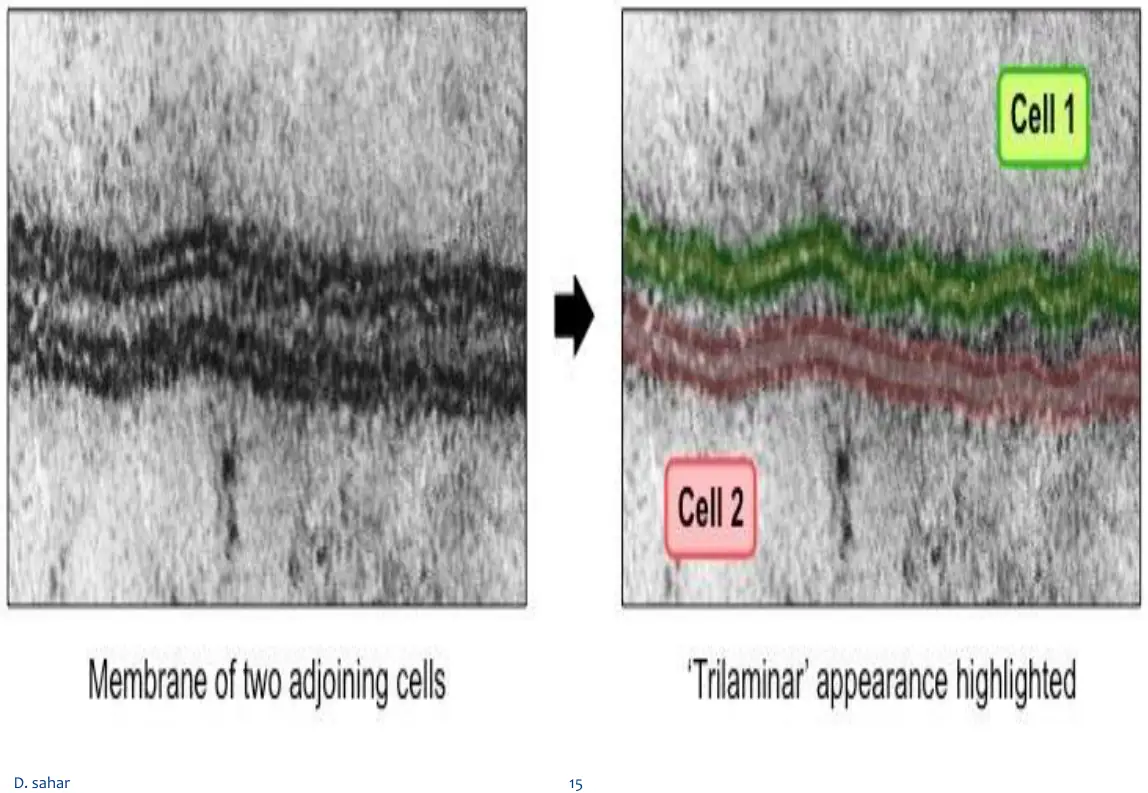 Cell 1
Cell 2
Membrane of two adjoining cells
‘Trilaminar’ appearance highlighted
D. sahar
15